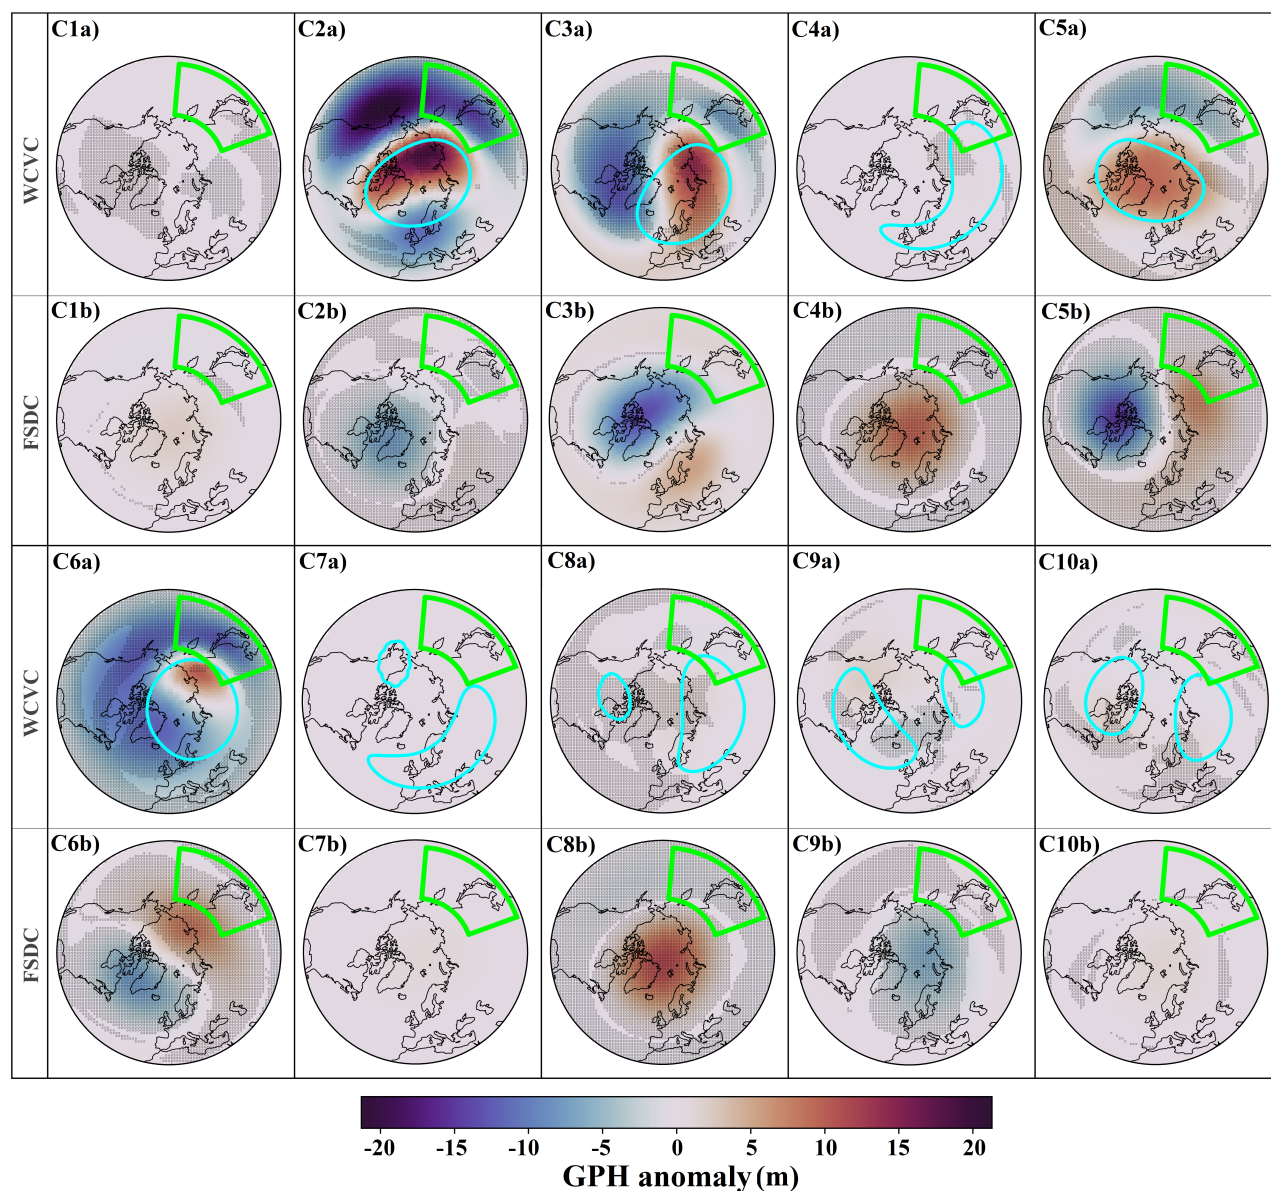 C1a) C2a) C3a) C4a) C5a)
WCVC
C1b) C2b) C3b) C4b) C5b)
FSDC
C6a) C7a) C8a) C9a) C10a)
WCVC
C6b) C7b) C8b) C9b) C10b)
FSDC
-20 -15 -10 -5 0 5 10 15 20
GPH anomaly (m)